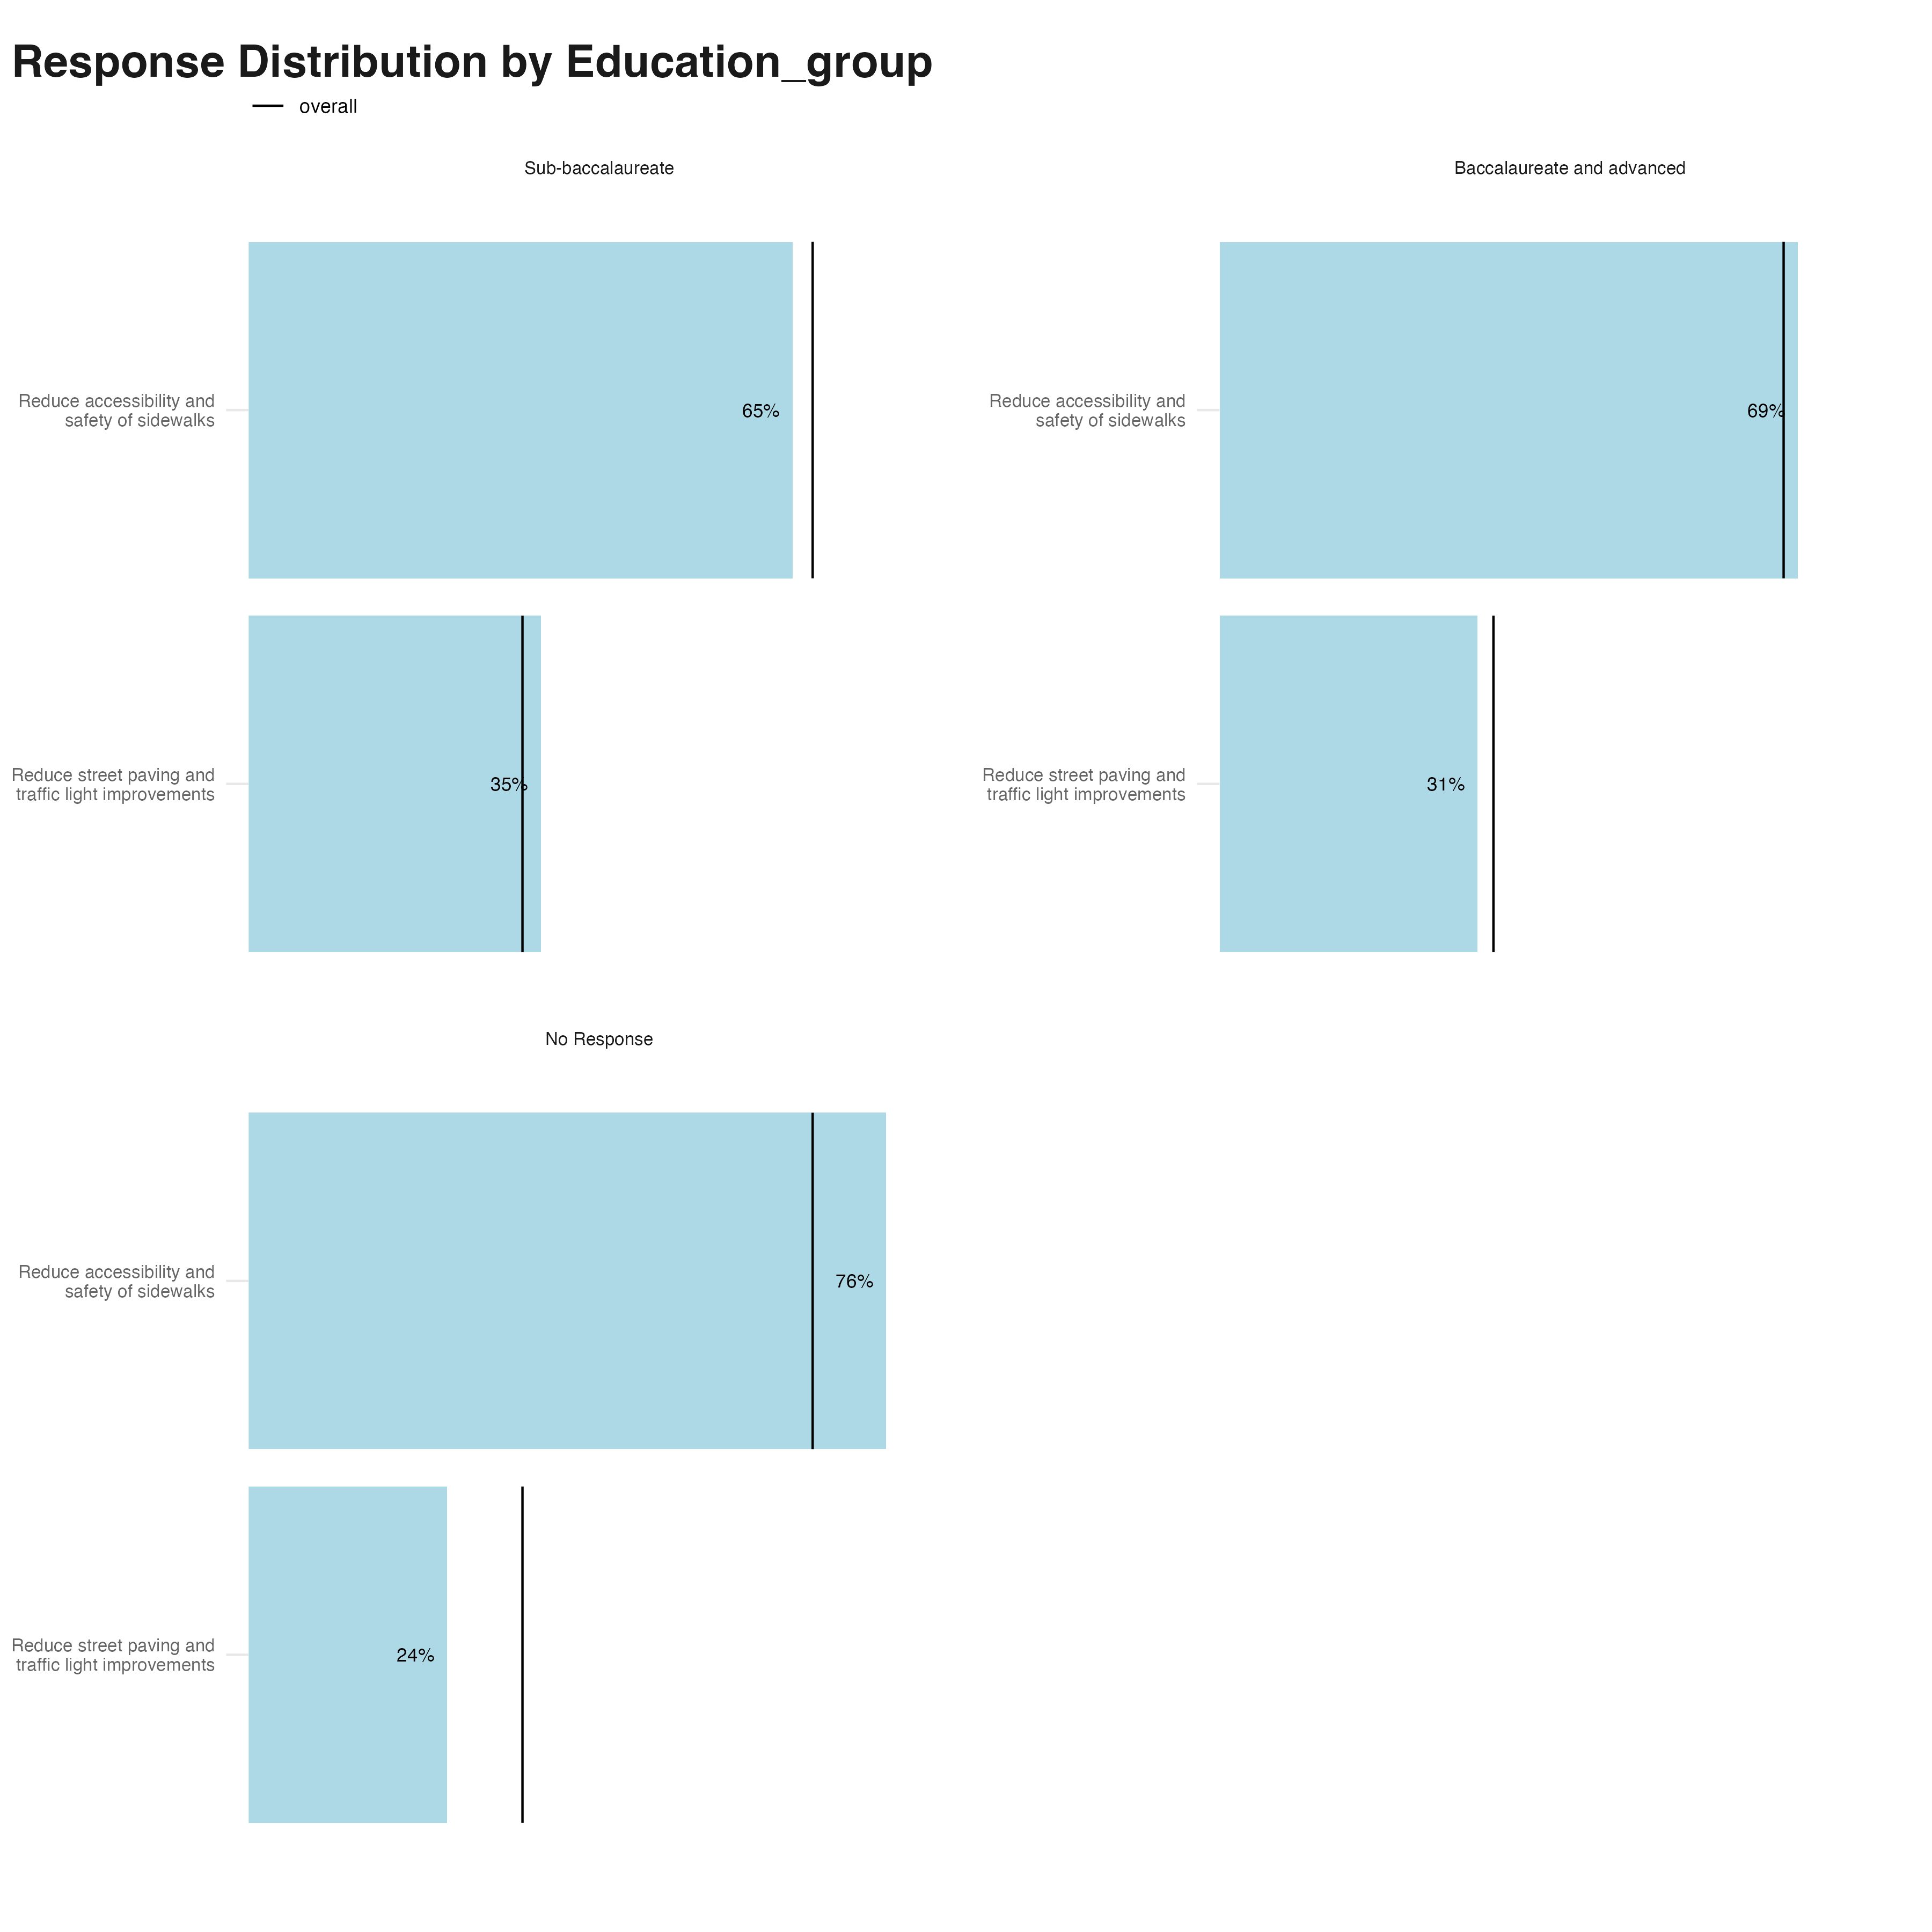 Response Distribution by Education_group
overall
Sub-baccalaureate
Reduce accessibility and
safety of sidewalks
65%
Reduce street paving and
traffic light improvements
35%
Baccalaureate and advanced
Reduce accessibility and
safety of sidewalks
69%
Reduce street paving and
traffic light improvements
31%
No Response
Reduce accessibility and
safety of sidewalks
76%
Reduce street paving and
traffic light improvements
24%